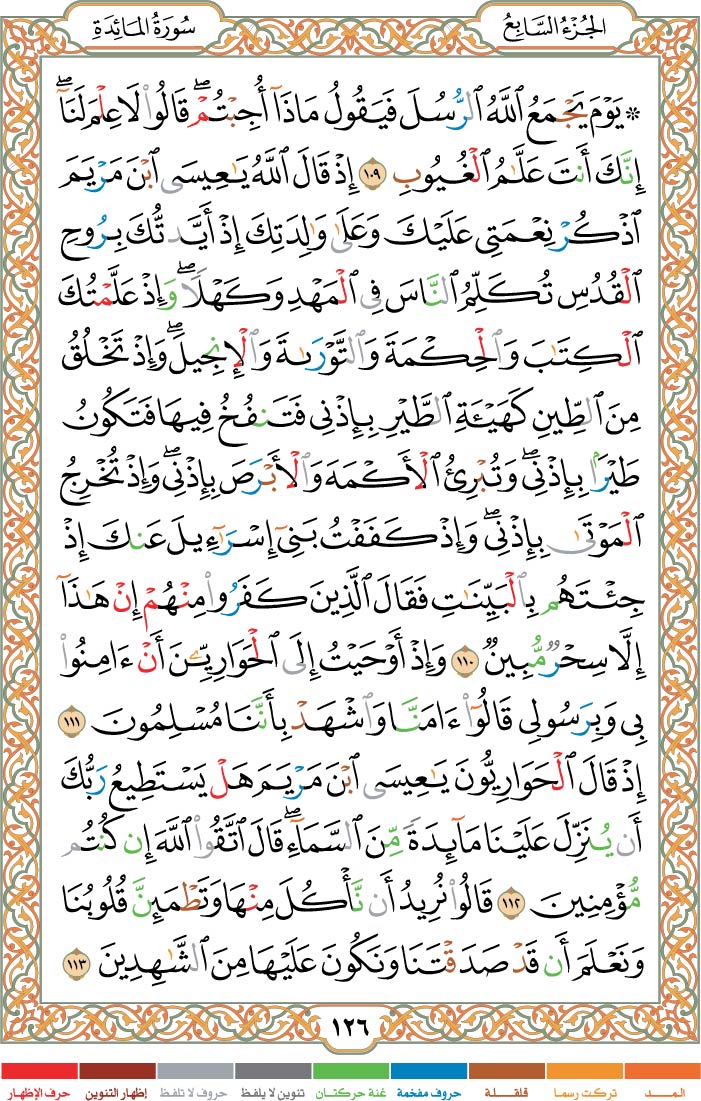 الجُزْءُ السَّابِعُ
سُورَةُ المَائِدَةِ
۞ يَوْمَ يَجْمَعُ ٱللَّهُ ٱلرُّسُلَ فَيَقُولُ مَاذَآ أُجِبْتُمْۖ قَالُوا۟ لَا عِلْمَ لَنَآۖ
إِنَّكَ أَنتَ عَلَّٰمُ ٱلْغُيُوبِ ١٠٩ إِذْ قَالَ ٱللَّهُ يَٰعِيسَى ٱبْنَ مَرْيَمَ
ٱذْكُرْ نِعْمَتِى عَلَيْكَ وَعَلَىٰ وَٰلِدَتِكَ إِذْ أَيَّدتُّكَ بِرُوحِ
ٱلْقُدُسِ تُكَلِّمُ ٱلنَّاسَ فِى ٱلْمَهْدِ وَكَهْلًاۖ وَإِذْ عَلَّمْتُكَ
ٱلْكِتَٰبَ وَٱلْحِكْمَةَ وَٱلتَّوْرَىٰةَ وَٱلْإِنجِيلَۖ وَإِذْ تَخْلُقُ
مِنَ ٱلطِّينِ كَهَيْـَٔةِ ٱلطَّيْرِ بِإِذْنِى فَتَنفُخُ فِيهَا فَتَكُونُ
طَيْرًۢا بِإِذْنِىۖ وَتُبْرِئُ ٱلْأَكْمَهَ وَٱلْأَبْرَصَ بِإِذْنِىۖ وَإِذْ تُخْرِجُ
ٱلْمَوْتَىٰ بِإِذْنِىۖ وَإِذْ كَفَفْتُ بَنِىٓ إِسْرَٰٓءِيلَ عَنكَ إِذْ
جِئْتَهُم بِٱلْبَيِّنَٰتِ فَقَالَ ٱلَّذِينَ كَفَرُوا۟ مِنْهُمْ إِنْ هَٰذَآ
إِلَّا سِحْرٌ مُّبِينٌ ١١٠ وَإِذْ أَوْحَيْتُ إِلَى ٱلْحَوَارِيِّـۧنَ أَنْ ءَامِنُوا۟
بِى وَبِرَسُولِى قَالُوٓا۟ ءَامَنَّا وَٱشْهَدْ بِأَنَّنَا مُسْلِمُونَ ١١١
إِذْ قَالَ ٱلْحَوَارِيُّونَ يَٰعِيسَى ٱبْنَ مَرْيَمَ هَلْ يَسْتَطِيعُ رَبُّكَ
أَن يُنَزِّلَ عَلَيْنَا مَآئِدَةً مِّنَ ٱلسَّمَآءِۖ قَالَ ٱتَّقُوا۟ ٱللَّهَ إِن كُنتُم
مُّؤْمِنِينَ ١١٢ قَالُوا۟ نُرِيدُ أَن نَّأْكُلَ مِنْهَا وَتَطْمَئِنَّ قُلُوبُنَا
وَنَعْلَمَ أَن قَدْ صَدَقْتَنَا وَنَكُونَ عَلَيْهَا مِنَ ٱلشَّٰهِدِينَ ١١٣
١٢٦
المــــد تركت رسما قلقـــلة حروف مفخمة غنة حركتان تنوين لا يلفظ حروف لا تلفظ إظهار التنوين حرف الإظهار